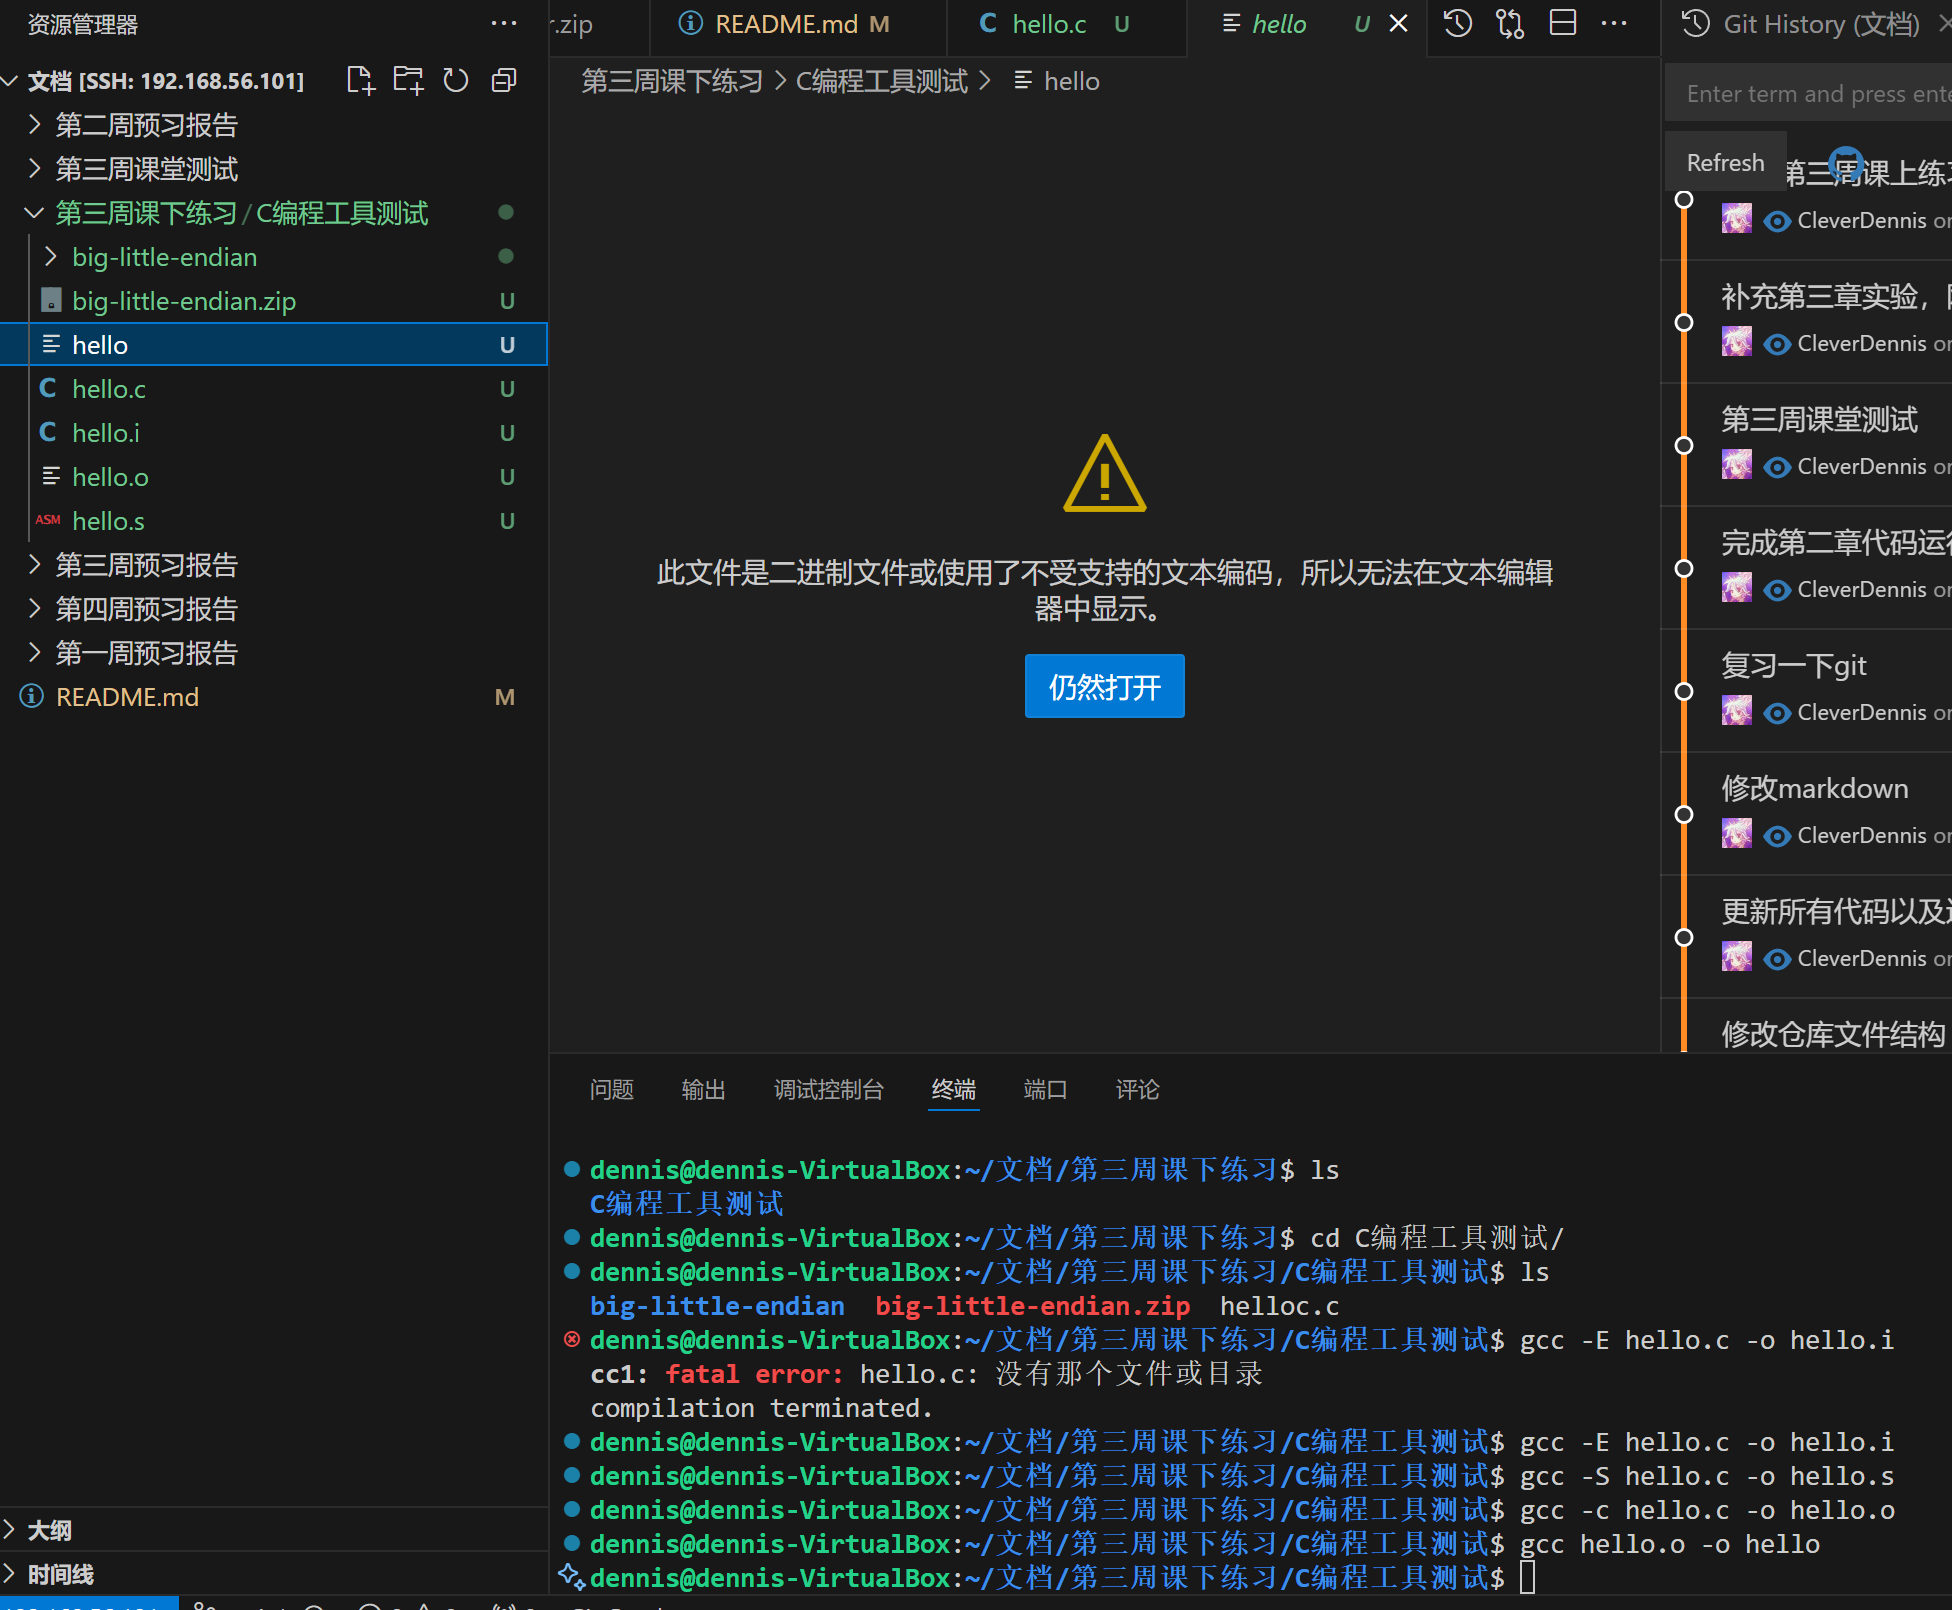 资源管理器
文档 [SSH: 192.168.56.101]
第二周预习报告
第三周课堂测试
第三周课下练习 / C编程工具测试
big-little-endian
big-little-endian.zip U
hello U
hello.c U
hello.i U
hello.o U
ASM hello.s U
第三周预习报告
第四周预习报告
第一周预习报告
README.md M
大纲
时间线
.zip
README.md M
hello.c U
hello U
第三周课下练习 > C编程工具测试 > hello
此文件是二进制文件或使用了不受支持的文本编码，所以无法在文本编辑
器中显示。
仍然打开
Git History (文档)
Enter term and press
Refresh
第三周课上练习
CleverDennis
补充第三章实验，
CleverDennis
第三周课堂测试
CleverDennis
完成第二章代码运行
CleverDennis
复习一下git
CleverDennis
修改markdown
CleverDennis
更新所有代码以及
CleverDennis
修改仓库文件结构
问题 输出 调试控制台 终端 端口 评论
dennis@dennis-VirtualBox:~/文档/第三周课下练习$ ls
C编程工具测试
dennis@dennis-VirtualBox:~/文档/第三周课下练习$ cd C编程工具测试/
dennis@dennis-VirtualBox:~/文档/第三周课下练习/C编程工具测试$ ls
big-little-endian  big-little-endian.zip  helloc.c
dennis@dennis-VirtualBox:~/文档/第三周课下练习/C编程工具测试$ gcc -E hello.c -o hello.i
cc1: fatal error: hello.c: 没有那个文件或目录
compilation terminated.
dennis@dennis-VirtualBox:~/文档/第三周课下练习/C编程工具测试$ gcc -E hello.c -o hello.i
dennis@dennis-VirtualBox:~/文档/第三周课下练习/C编程工具测试$ gcc -S hello.c -o hello.s
dennis@dennis-VirtualBox:~/文档/第三周课下练习/C编程工具测试$ gcc -c hello.c -o hello.o
dennis@dennis-VirtualBox:~/文档/第三周课下练习/C编程工具测试$ gcc hello.o -o hello
dennis@dennis-VirtualBox:~/文档/第三周课下练习/C编程工具测试$